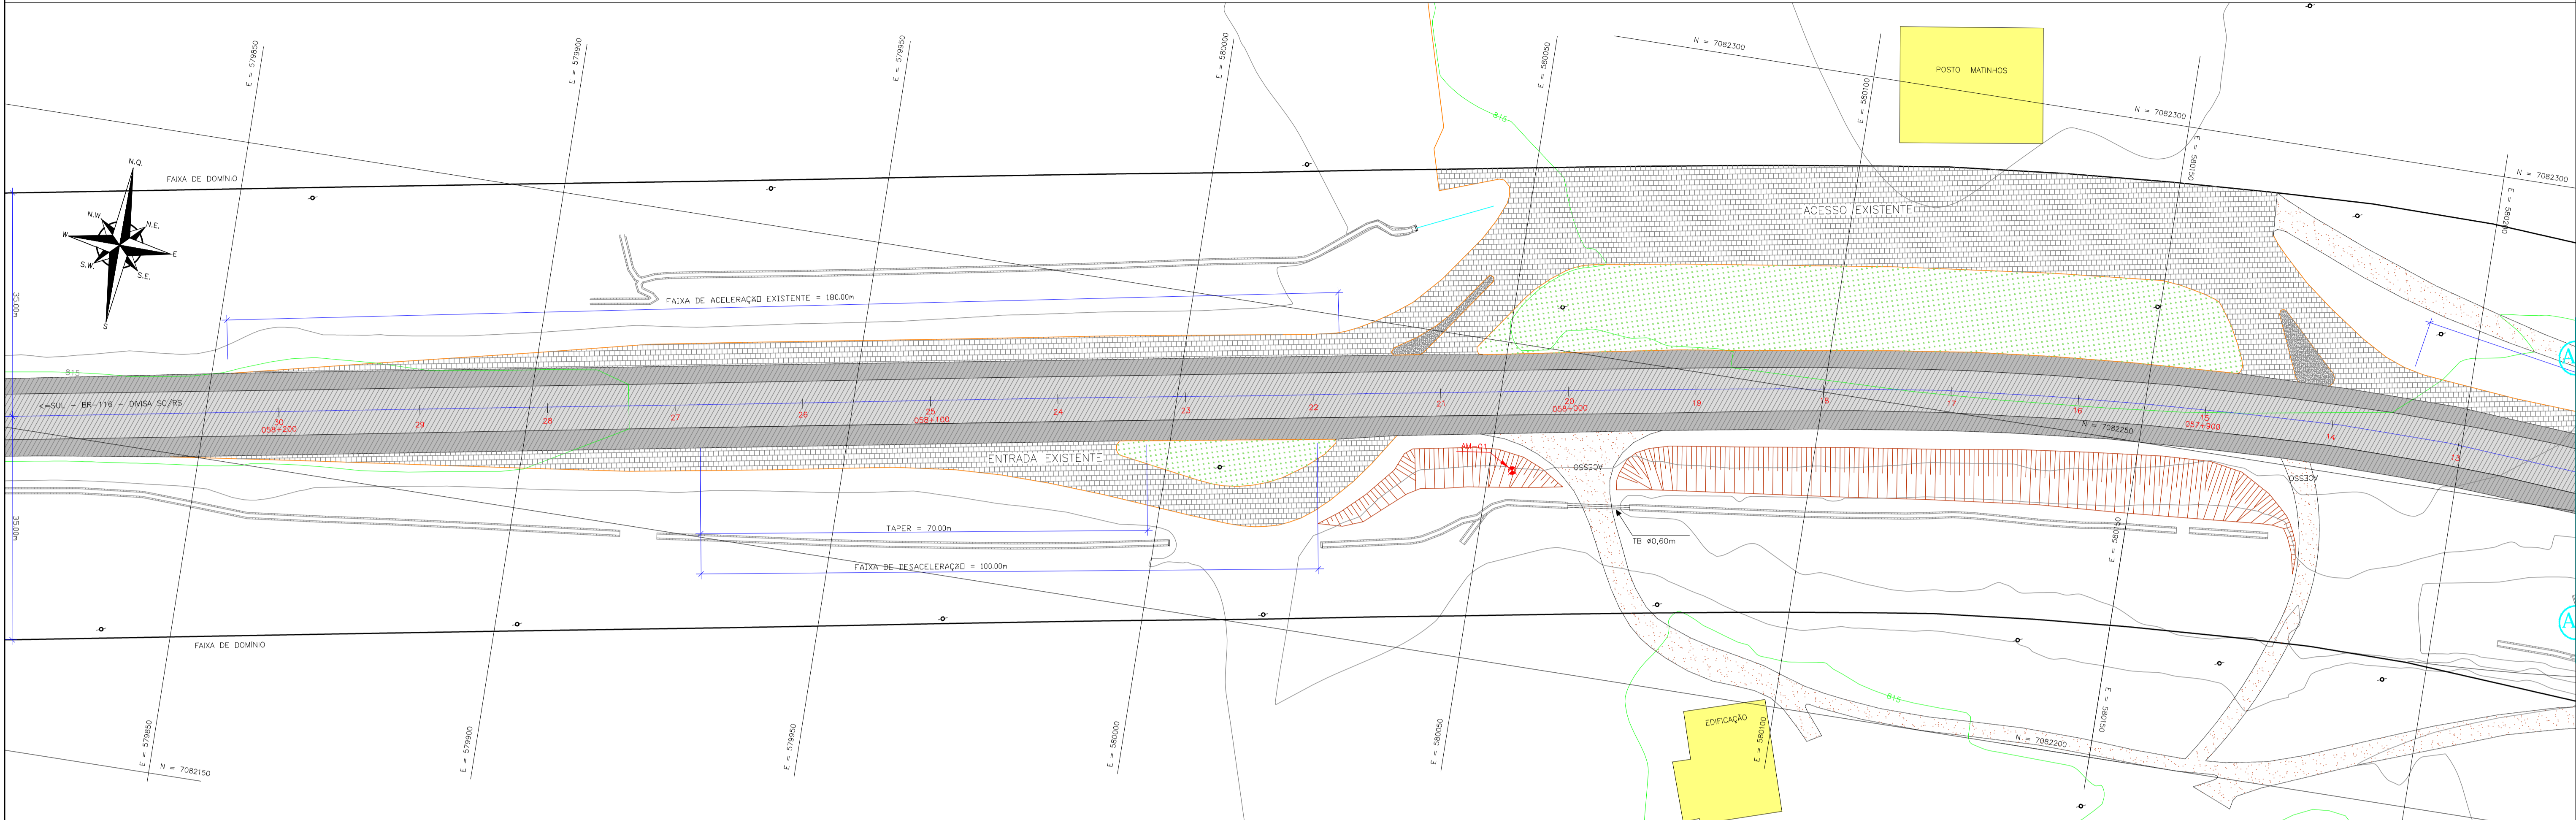 E = 579850
E = 579900
E = 579950
E = 580000
E = 580050
N = 7082300
E = 580100
POSTO MATINHOS
N = 7082300
E = 580150
N = 7082300
E = 580200
815
N.Q.
N.W.
N.E.
W
E
S.W.
S.E.
S
FAIXA DE DOMÍNIO
ACESSO EXISTENTE
35.00m
FAIXA DE ACELERAÇÃO EXISTENTE = 180.00m
815
<=SUL - BR-116 - DIVISA SC/RS
30
058+200
29
28
27
26
25
058+100
24
23
22
21
20
058+000
19
18
17
16
15
057+900
14
13
N = 7082250
A
ENTRADA EXISTENTE
AM-01
ACESSO
ACESSO
35.00m
TAPER = 70.00m
TB Ø0,60m
E = 580150
FAIXA DE DESACELERAÇÃO = 100.00m
A
FAIXA DE DOMÍNIO
815
EDIFICAÇÃO
E = 579850
E = 579900
E = 579950
E = 580000
E = 580050
E = 580100
E = 580150
N = 7082200
N = 7082150